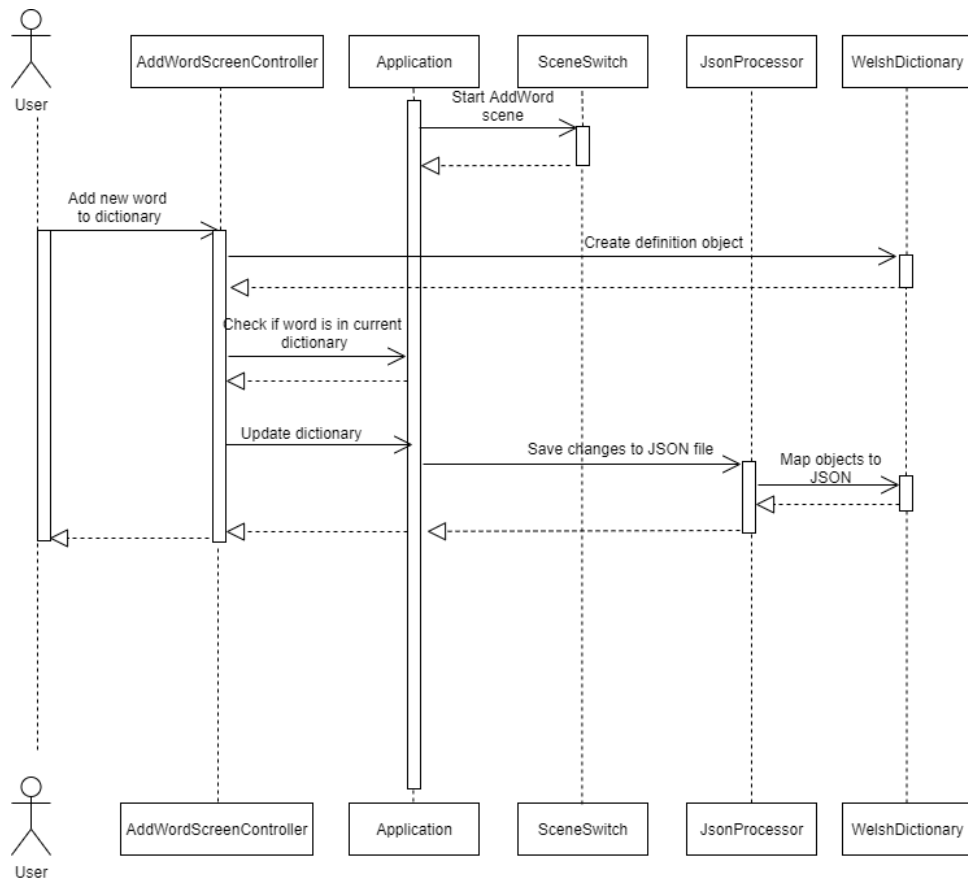 AddWordScreenController
Application
SceneSwitch
JsonProcessor
WelshDictionary
User
Start AddWord
scene
Add new word
to dictionary
Create definition object
Check if word is in current
dictionary
Update dictionary
Save changes to JSON file
Map objects to
JSON
AddWordScreenController
Application
SceneSwitch
JsonProcessor
WelshDictionary
User